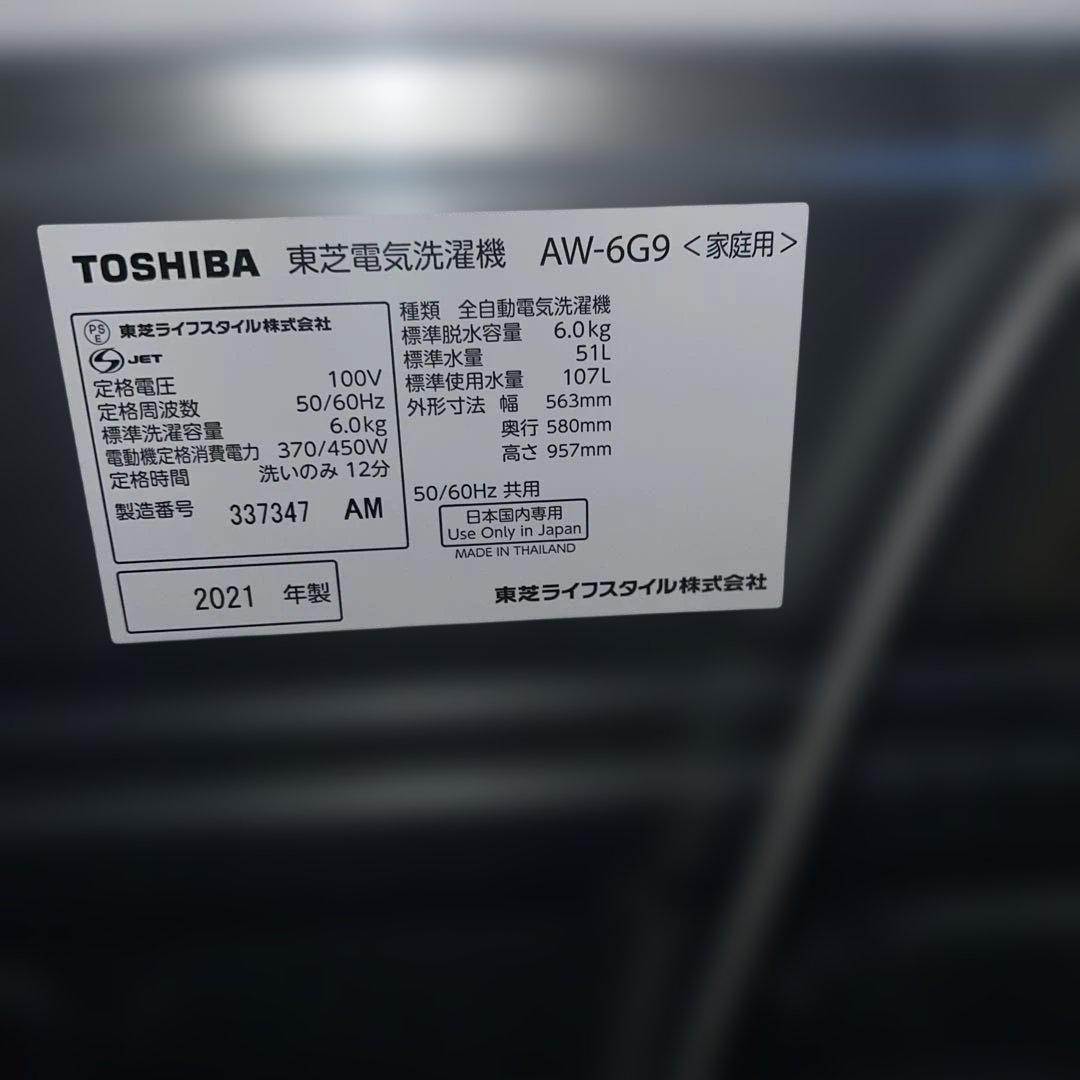 TOSHIBA 東芝電気洗濯機 AW-6G9 <家庭用>
PS
E
東芝ライフスタイル株式会社
S JET
定格電圧 100V
定格周波数 50/60Hz
標準洗濯容量 6.0kg
電動機定格消費電力 370/450W
定格時間 洗いのみ 12分
製造番号 337347 AM
2021 年製
種類 全自動電気洗濯機
標準脱水容量 6.0kg
標準水量 51L
標準使用水量 107L
外形寸法 幅 563mm
奥行 580mm
高さ 957mm
50/60Hz 共用
日本国内専用
Use Only in Japan
MADE IN THAILAND
東芝ライフスタイル株式会社